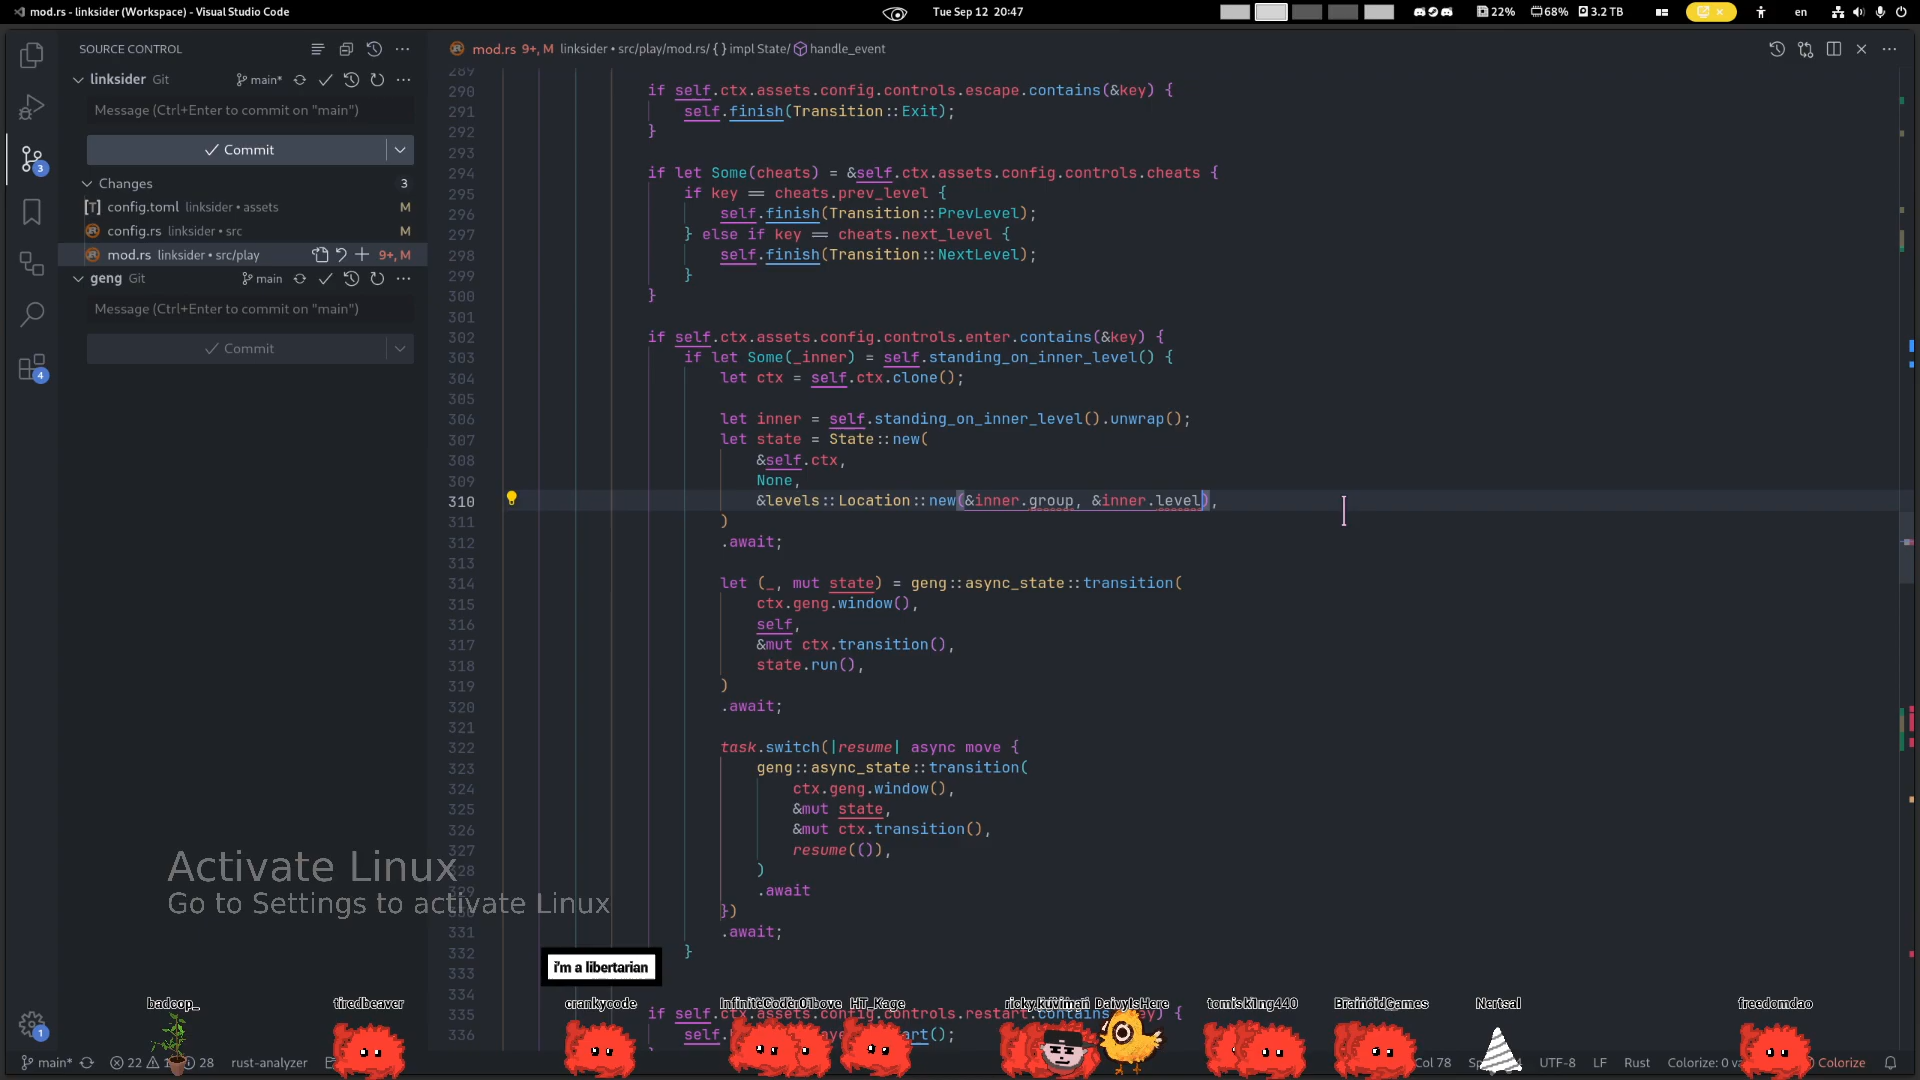 mod.rs - linksider (Workspace) - Visual Studio Code
Tue Sep 12 20:47
22% 68% 3.2 TB
en
SOURCE CONTROL
linksider Git
main*
Message (Ctrl+Enter to commit on "main")
Commit
Changes
3
config.toml linksider • assets
M
config.rs linksider • src
M
mod.rs linksider • src/play
9+, M
geng Git
main
Message (Ctrl+Enter to commit on "main")
Commit
3
4
1
mod.rs 9+, M linksider • src/play/mod.rs/ {} impl State/ handle_event
289
290 if self.ctx.assets.config.controls.escape.contains(&key) {
291 self.finish(Transition::Exit);
292 }
293
294 if let Some(cheats) = &self.ctx.assets.config.controls.cheats {
295 if key == cheats.prev_level {
296 self.finish(Transition::PrevLevel);
297 } else if key == cheats.next_level {
298 self.finish(Transition::NextLevel);
299 }
300 }
301
302 if self.ctx.assets.config.controls.enter.contains(&key) {
303 if let Some(_inner) = self.standing_on_inner_level() {
304 let ctx = self.ctx.clone();
305
306 let inner = self.standing_on_inner_level().unwrap();
307 let state = State::new(
308 &self.ctx,
309 None,
310 &levels::Location::new(&inner.group, &inner.level),
311 )
312 .await;
313
314 let (_, mut state) = geng::async_state::transition(
315 ctx.geng.window(),
316 self,
317 &mut ctx.transition(),
318 state.run(),
319 )
320 .await;
321
322 task.switch(|resume| async move {
323 geng::async_state::transition(
324 ctx.geng.window(),
325 &mut state,
326 &mut ctx.transition(),
327 resume(()),
328 )
329 .await
330 })
331 .await;
332 }
333
334
335 if self.ctx.assets.config.controls.restart.contains(&key) {
336
Activate Linux
Go to Settings to activate Linux
i'm a libertarian
badcop_
tiredbeaver
crankycode
HT_Kage
DaivyIsHere
tomisk1ng440
BrainoidGames
Nertsal
freedomdao
main*
22
28
rust-analyzer
Col 78
UTF-8
LF
Rust
Colorize